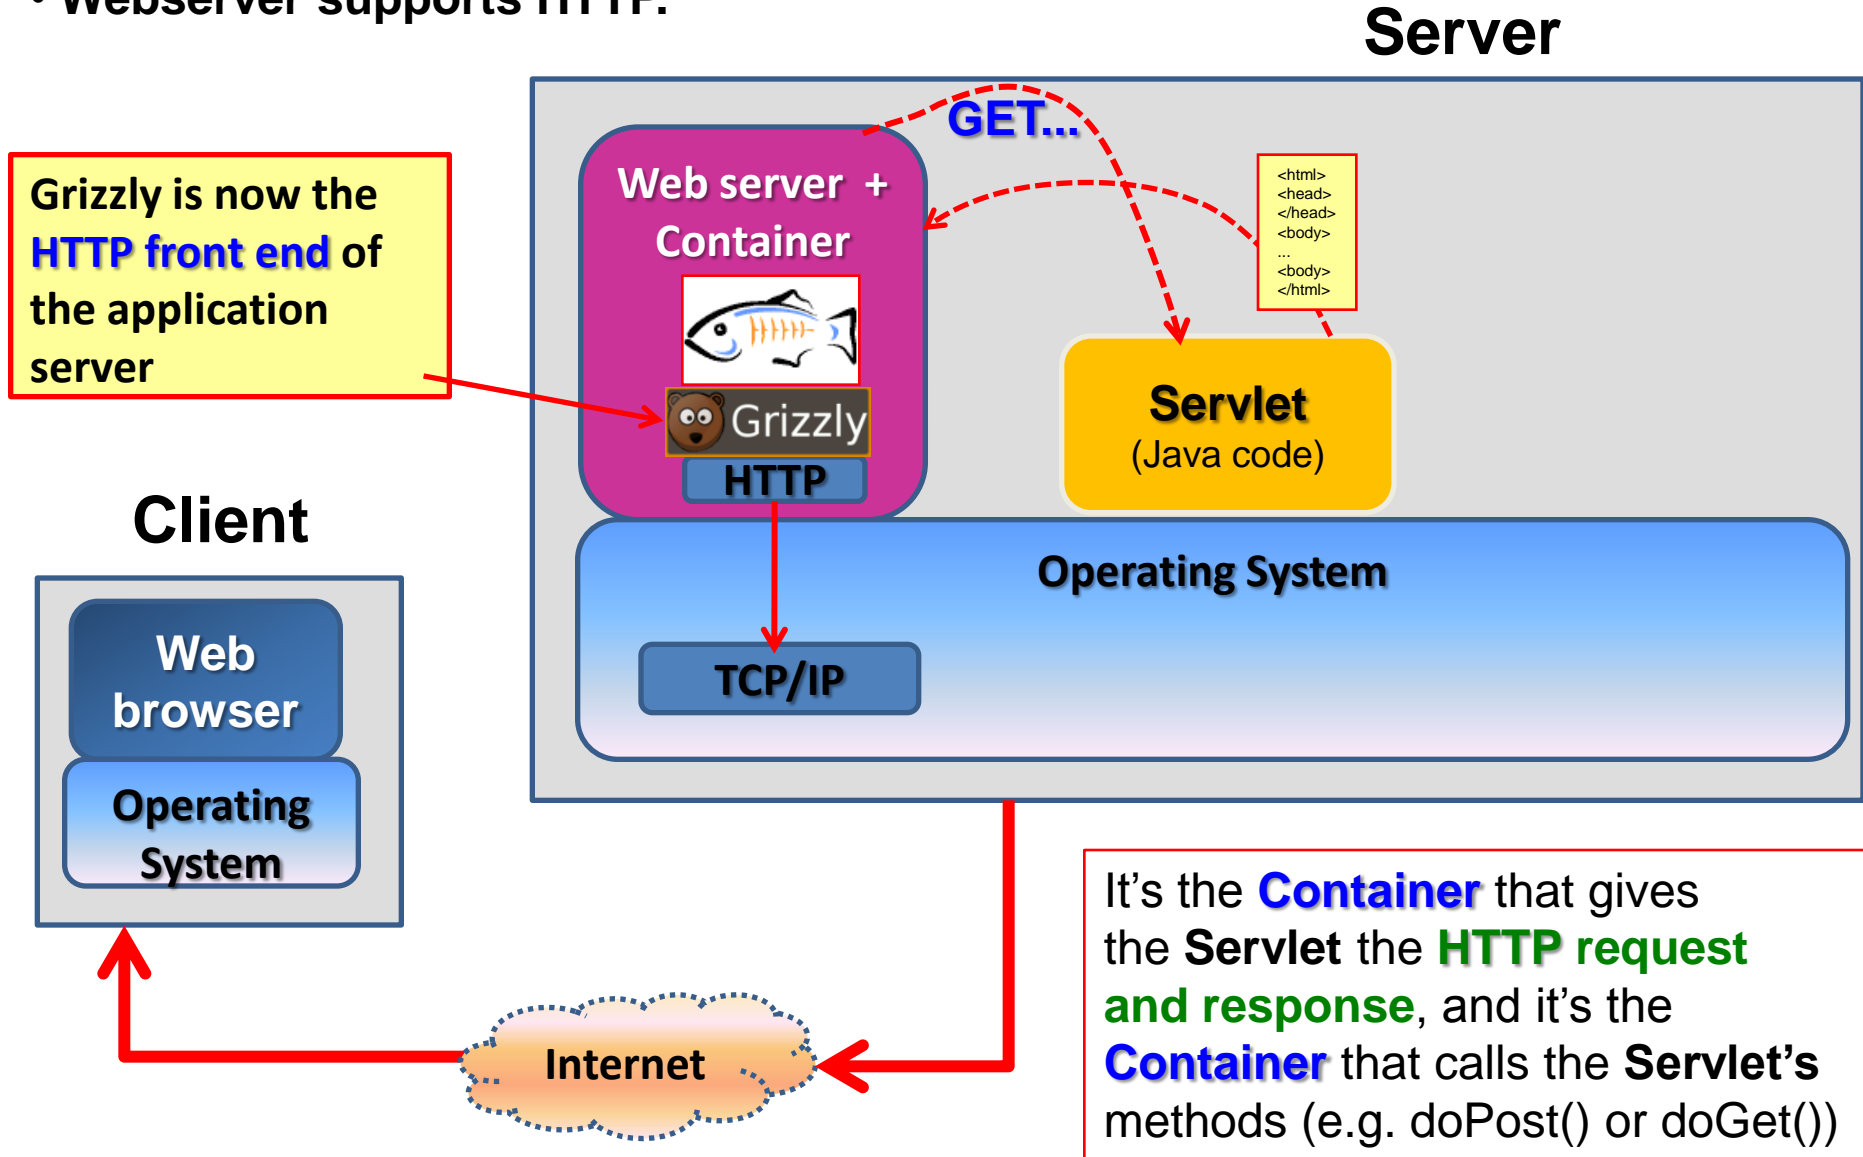 • Webserver supports HTTP.
Server
GET...
Web server +
Container
<html>
<head>
</head>
<body>
...
<body>
</html>
Grizzly is now the
HTTP front end of
the application
server
Grizzly
HTTP
Servlet
(Java code)
Operating System
TCP/IP
Client
Web
browser
Operating
System
Internet
It’s the Container that gives
the Servlet the HTTP request
and response, and it’s the
Container that calls the Servlet's
methods (e.g. doPost() or doGet())